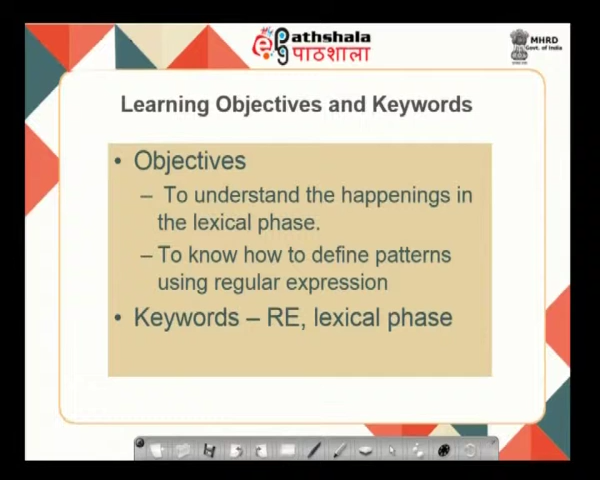 epathshala
पाठशाला
MHRD
Govt. of India
Learning Objectives and Keywords
• Objectives
– To understand the happenings in
the lexical phase.
– To know how to define patterns
using regular expression
• Keywords – RE, lexical phase